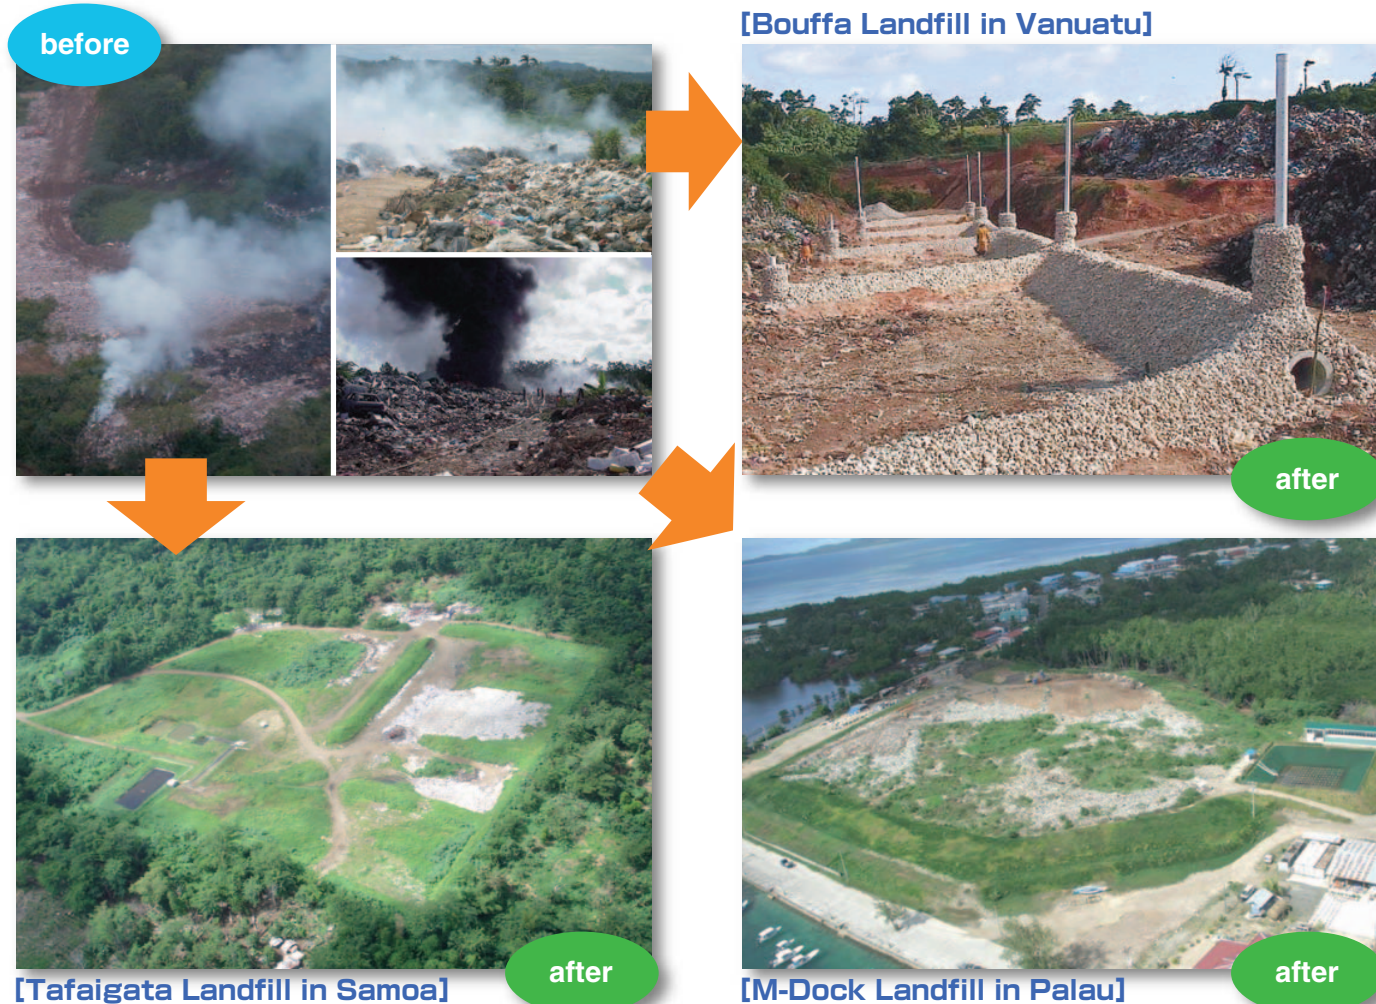 before
[Bouffa Landfill in Vanuatu]
after
[Tafaigata Landfill in Samoa]
after
[M-Dock Landfill in Palau]
after